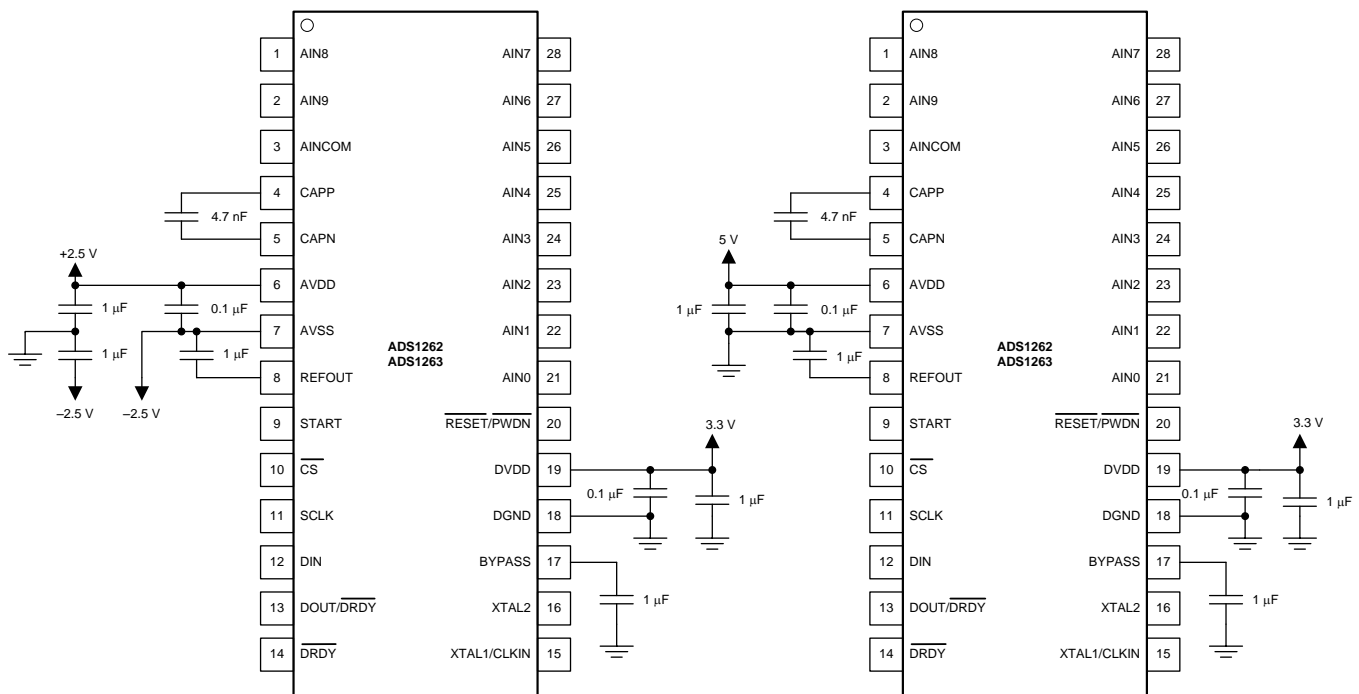 1 AIN8 AIN7 28
2 AIN9 AIN6 27
3 AINCOM AIN5 26
4 CAPP AIN4 25
4.7 nF
5 CAPN AIN3 24
+2.5 V
6 AVDD AIN2 23
1 µF 0.1 µF
7 AVSS AIN1 22
ADS1262
ADS1263
1 µF 1 µF
8 REFOUT AIN0 21
–2.5 V –2.5 V
9 START RESET/PWDN 20
3.3 V
10 CS DVDD 19
0.1 µF 1 µF
11 SCLK DGND 18
12 DIN BYPASS 17
1 µF
13 DOUT/DRDY XTAL2 16
14 DRDY XTAL1/CLKIN 15
1 AIN8 AIN7 28
2 AIN9 AIN6 27
3 AINCOM AIN5 26
4 CAPP AIN4 25
4.7 nF
5 CAPN AIN3 24
5 V
6 AVDD AIN2 23
1 µF 0.1 µF
7 AVSS AIN1 22
ADS1262
ADS1263
1 µF
8 REFOUT AIN0 21
9 START RESET/PWDN 20
3.3 V
10 CS DVDD 19
0.1 µF 1 µF
11 SCLK DGND 18
12 DIN BYPASS 17
1 µF
13 DOUT/DRDY XTAL2 16
14 DRDY XTAL1/CLKIN 15